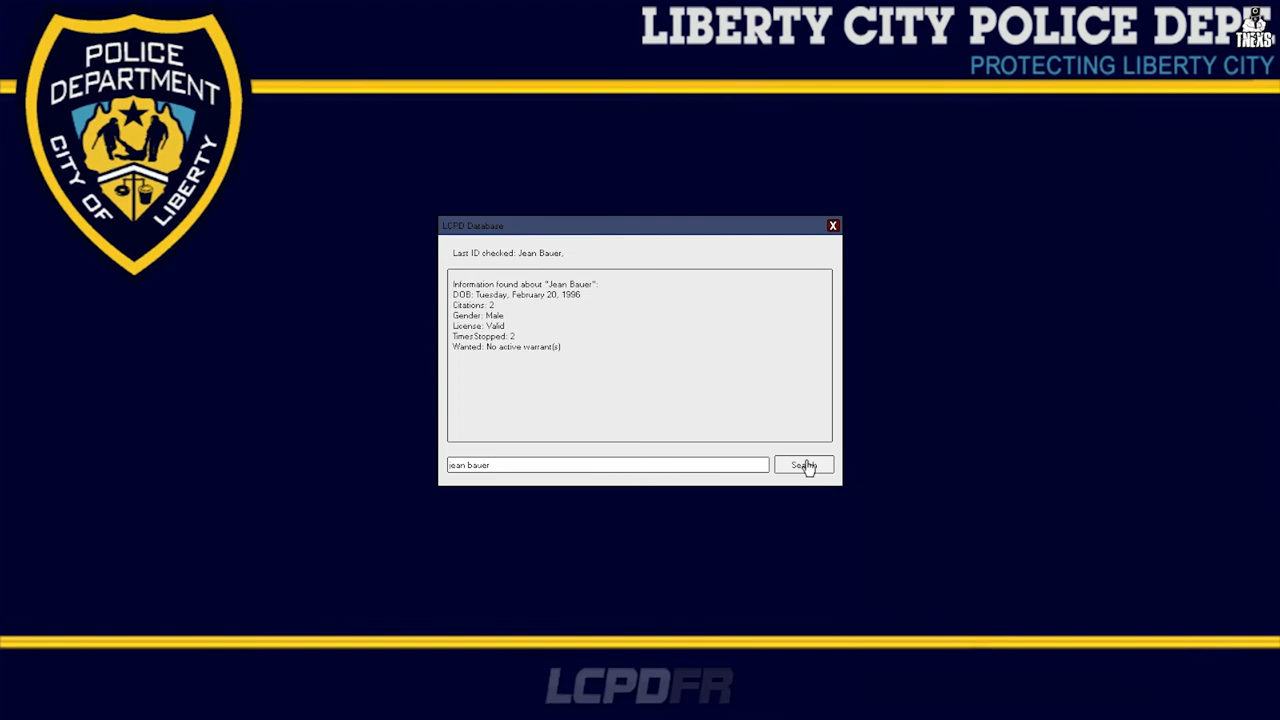 LIBERTY CITY POLICE DEPT
PROTECTING LIBERTY CITY
TNEKS
POLICE
DEPARTMENT
CITY OF
LIBERTY
LCPD Database
X
Last ID checked: Jean Bauer,
Information found about "Jean Bauer":
DOB: Tuesday, February 20, 1996
Citations: 2
Gender: Male
License: Valid
TimesStopped: 2
Wanted: No active warrant(s)
jean bauer
Search
LCPDFR